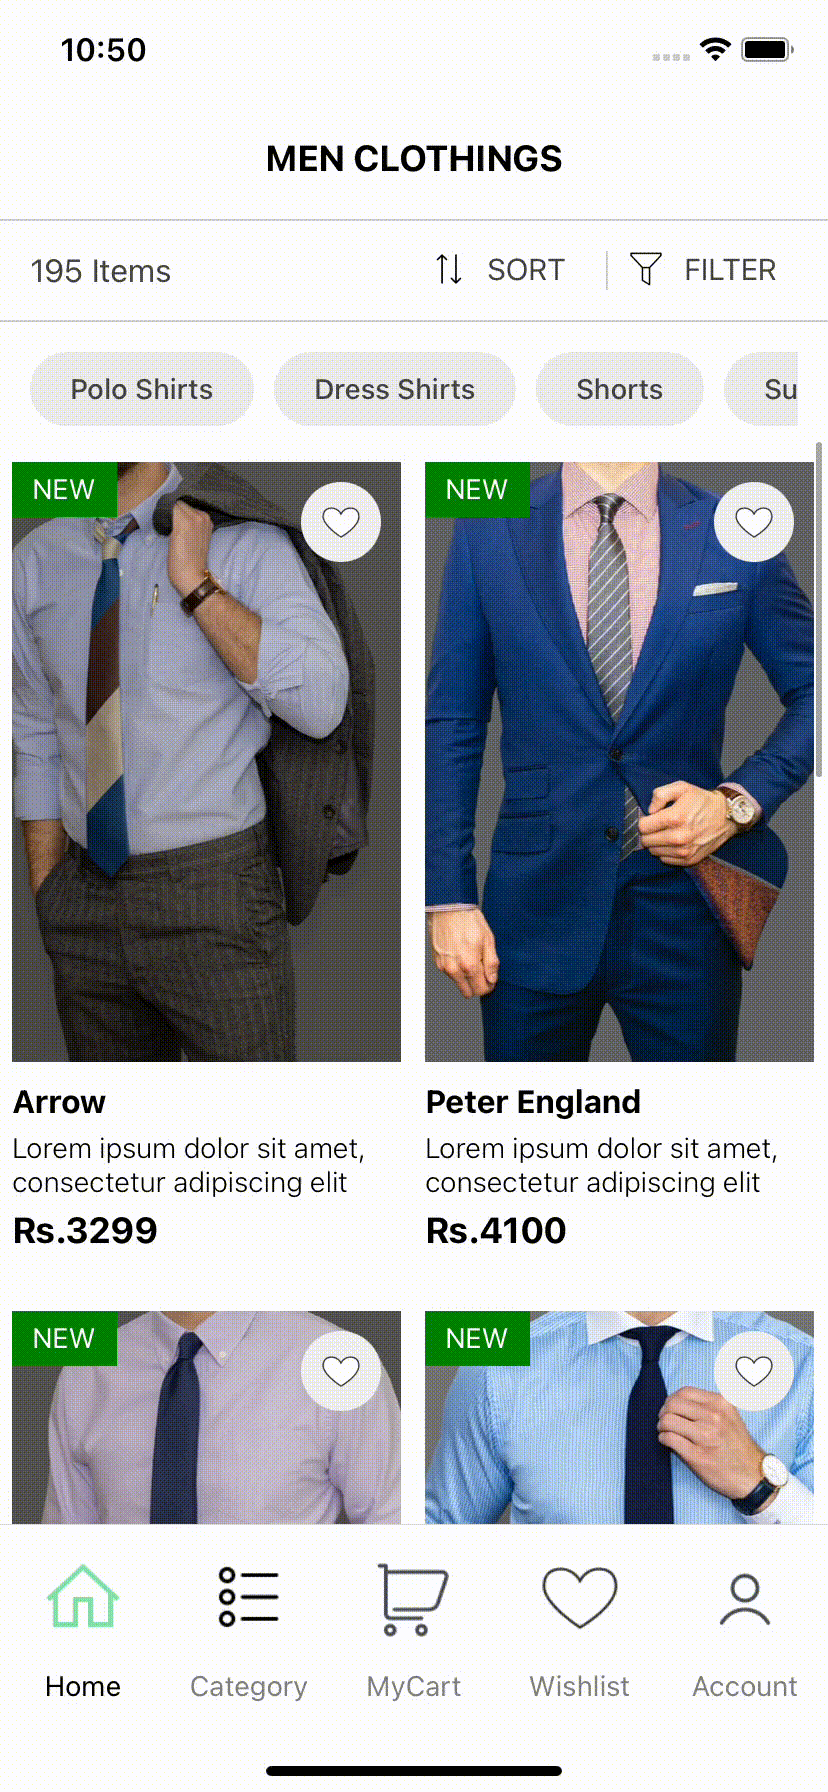 10:50
MEN CLOTHINGS
195 Items
SORT
FILTER
Polo Shirts
Dress Shirts
Shorts
Su
NEW
NEW
Arrow
Lorem ipsum dolor sit amet,
consectetur adipiscing elit
Rs.3299
Peter England
Lorem ipsum dolor sit amet,
consectetur adipiscing elit
Rs.4100
NEW
NEW
Home
Category
MyCart
Wishlist
Account